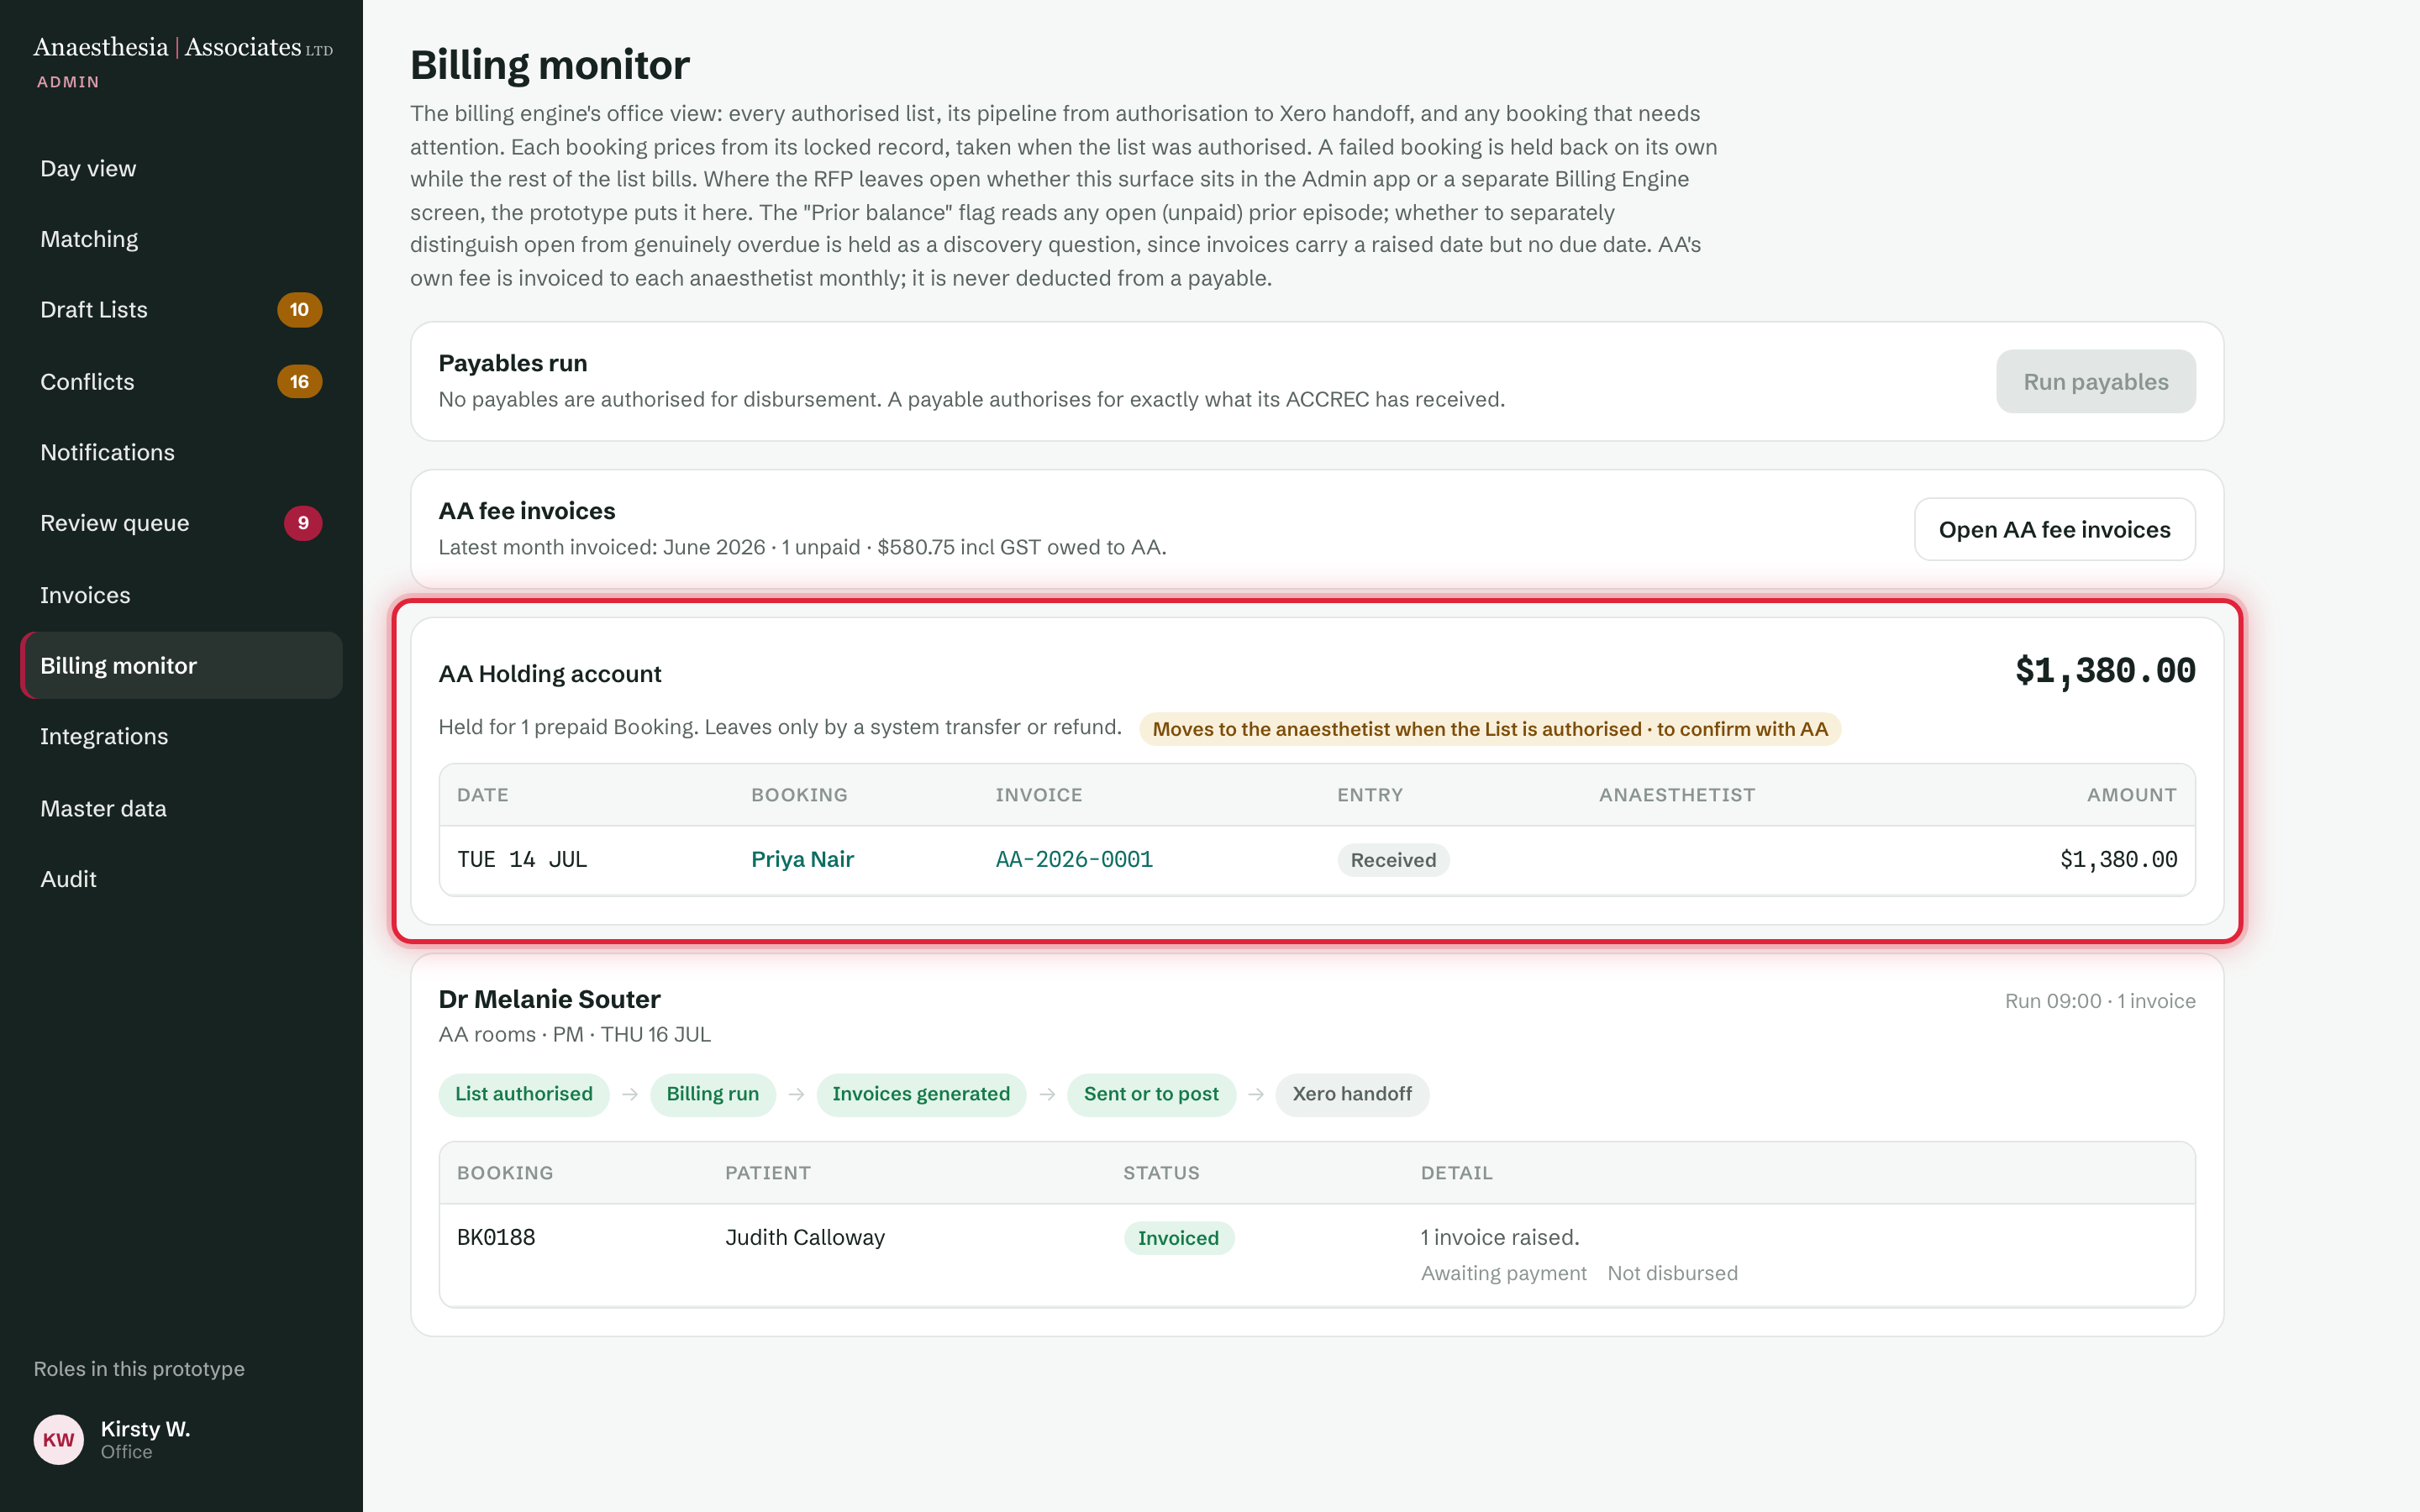 Anaesthesia | Associates LTD
ADMIN
Day view
Matching
Draft Lists 10
Conflicts 16
Notifications
Review queue 9
Invoices
Billing monitor
Integrations
Master data
Audit
Roles in this prototype
KW
Kirsty W.
Office
Billing monitor
The billing engine's office view: every authorised list, its pipeline from authorisation to Xero handoff, and any booking that needs
attention. Each booking prices from its locked record, taken when the list was authorised. A failed booking is held back on its own
while the rest of the list bills. Where the RFP leaves open whether this surface sits in the Admin app or a separate Billing Engine
screen, the prototype puts it here. The "Prior balance" flag reads any open (unpaid) prior episode; whether to separately
distinguish open from genuinely overdue is held as a discovery question, since invoices carry a raised date but no due date. AA's
own fee is invoiced to each anaesthetist monthly; it is never deducted from a payable.
Payables run
No payables are authorised for disbursement. A payable authorises for exactly what its ACCREC has received.
Run payables
AA fee invoices
Latest month invoiced: June 2026 · 1 unpaid · $580.75 incl GST owed to AA.
Open AA fee invoices
AA Holding account
$1,380.00
Held for 1 prepaid Booking. Leaves only by a system transfer or refund. Moves to the anaesthetist when the List is authorised · to confirm with AA
DATE BOOKING INVOICE ENTRY ANAESTHETIST AMOUNT
TUE 14 JUL Priya Nair AA-2026-0001 Received $1,380.00
Dr Melanie Souter
Run 09:00 · 1 invoice
AA rooms · PM · THU 16 JUL
List authorised → Billing run → Invoices generated → Sent or to post → Xero handoff
BOOKING PATIENT STATUS DETAIL
BK0188 Judith Calloway Invoiced 1 invoice raised.
Awaiting payment Not disbursed